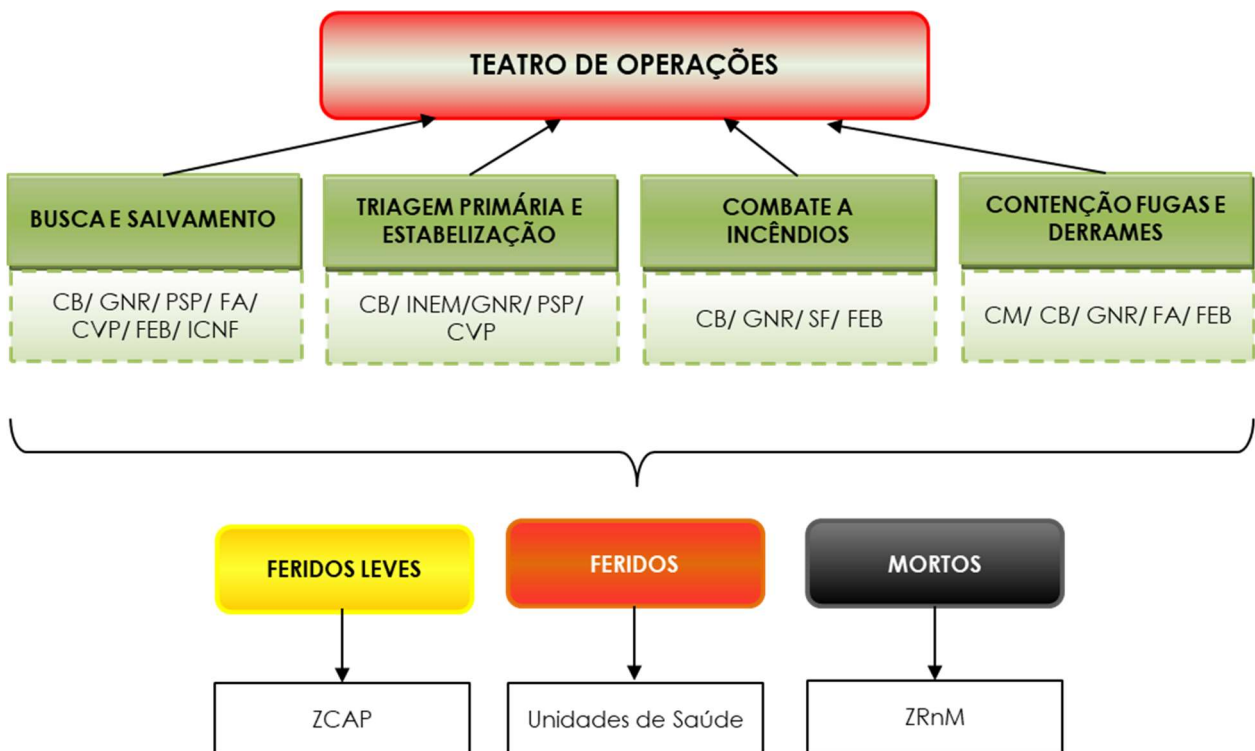 TEATRO DE OPERAÇÕES
BUSCA E SALVAMENTO
CB/ GNR/ PSP/ FA/
CVP/ FEB/ ICNF
TRIAGEM PRIMÁRIA E
ESTABELIZAÇÃO
CB/ INEM/GNR/ PSP/
CVP
COMBATE A
INCÊNDIOS
CB/ GNR/ SF/ FEB
CONTENÇÃO FUGAS E
DERRAMES
CM/ CB/ GNR/ FA/ FEB
FERIDOS LEVES
FERIDOS
MORTOS
ZCAP
Unidades de Saúde
ZRnM